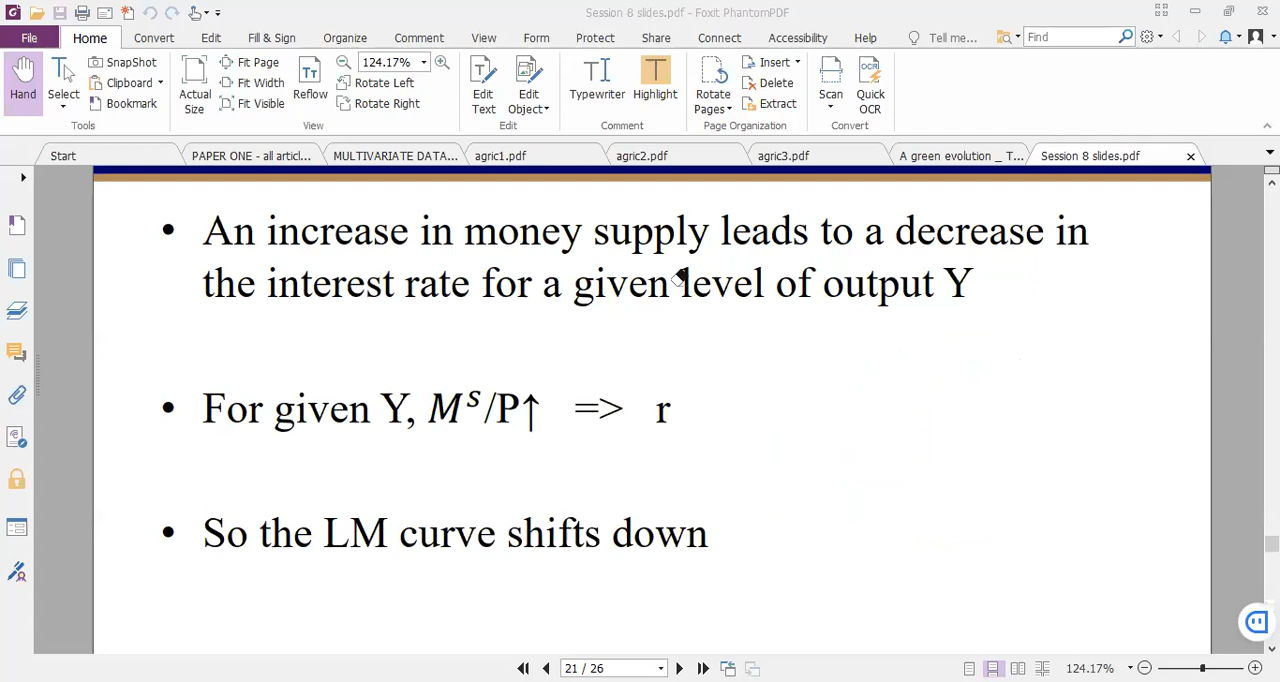 Session 8 slides.pdf - Foxit PhantomPDF
File Home Convert Edit Fill & Sign Organize Comment View Form Protect Share Connect Accessibility Help Tell me... Find
Hand
Select
SnapShot
Clipboard
Bookmark
Tools
Actual
Size
Fit Page
Fit Width
Fit Visible
Reflow
124.17%
Rotate Left
Rotate Right
View
Edit
Text
Edit
Object
Edit
Typewriter
Highlight
Comment
Rotate
Pages
Insert
Delete
Extract
Page Organization
Scan
Quick
OCR
Convert
Start PAPER ONE - all articl... MULTIVARIATE DATA... agric1.pdf agric2.pdf agric3.pdf A green evolution _ T... Session 8 slides.pdf
• An increase in money supply leads to a decrease in
the interest rate for a given level of output Y
• For given Y, 𝑀ˢ/P↑ => r
• So the LM curve shifts down
21 / 26
124.17%